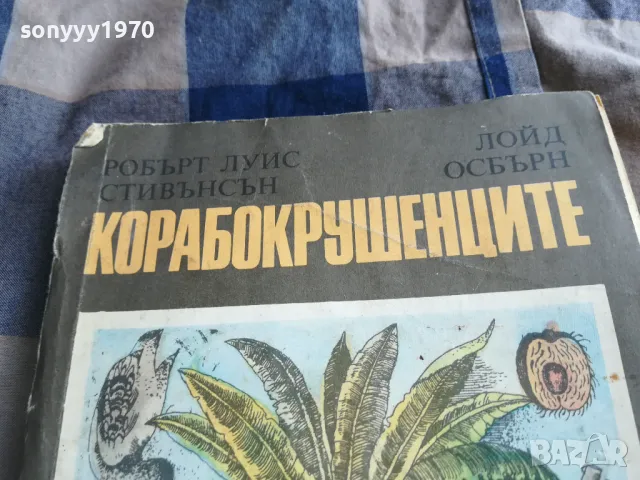 sonyyy1970
РОБЪРТ ЛУИС
СТИВЪНСЪН
ЛОЙД
ОСБЪРН
КОРАБОКРУШЕНЦИТЕ
BAZAR